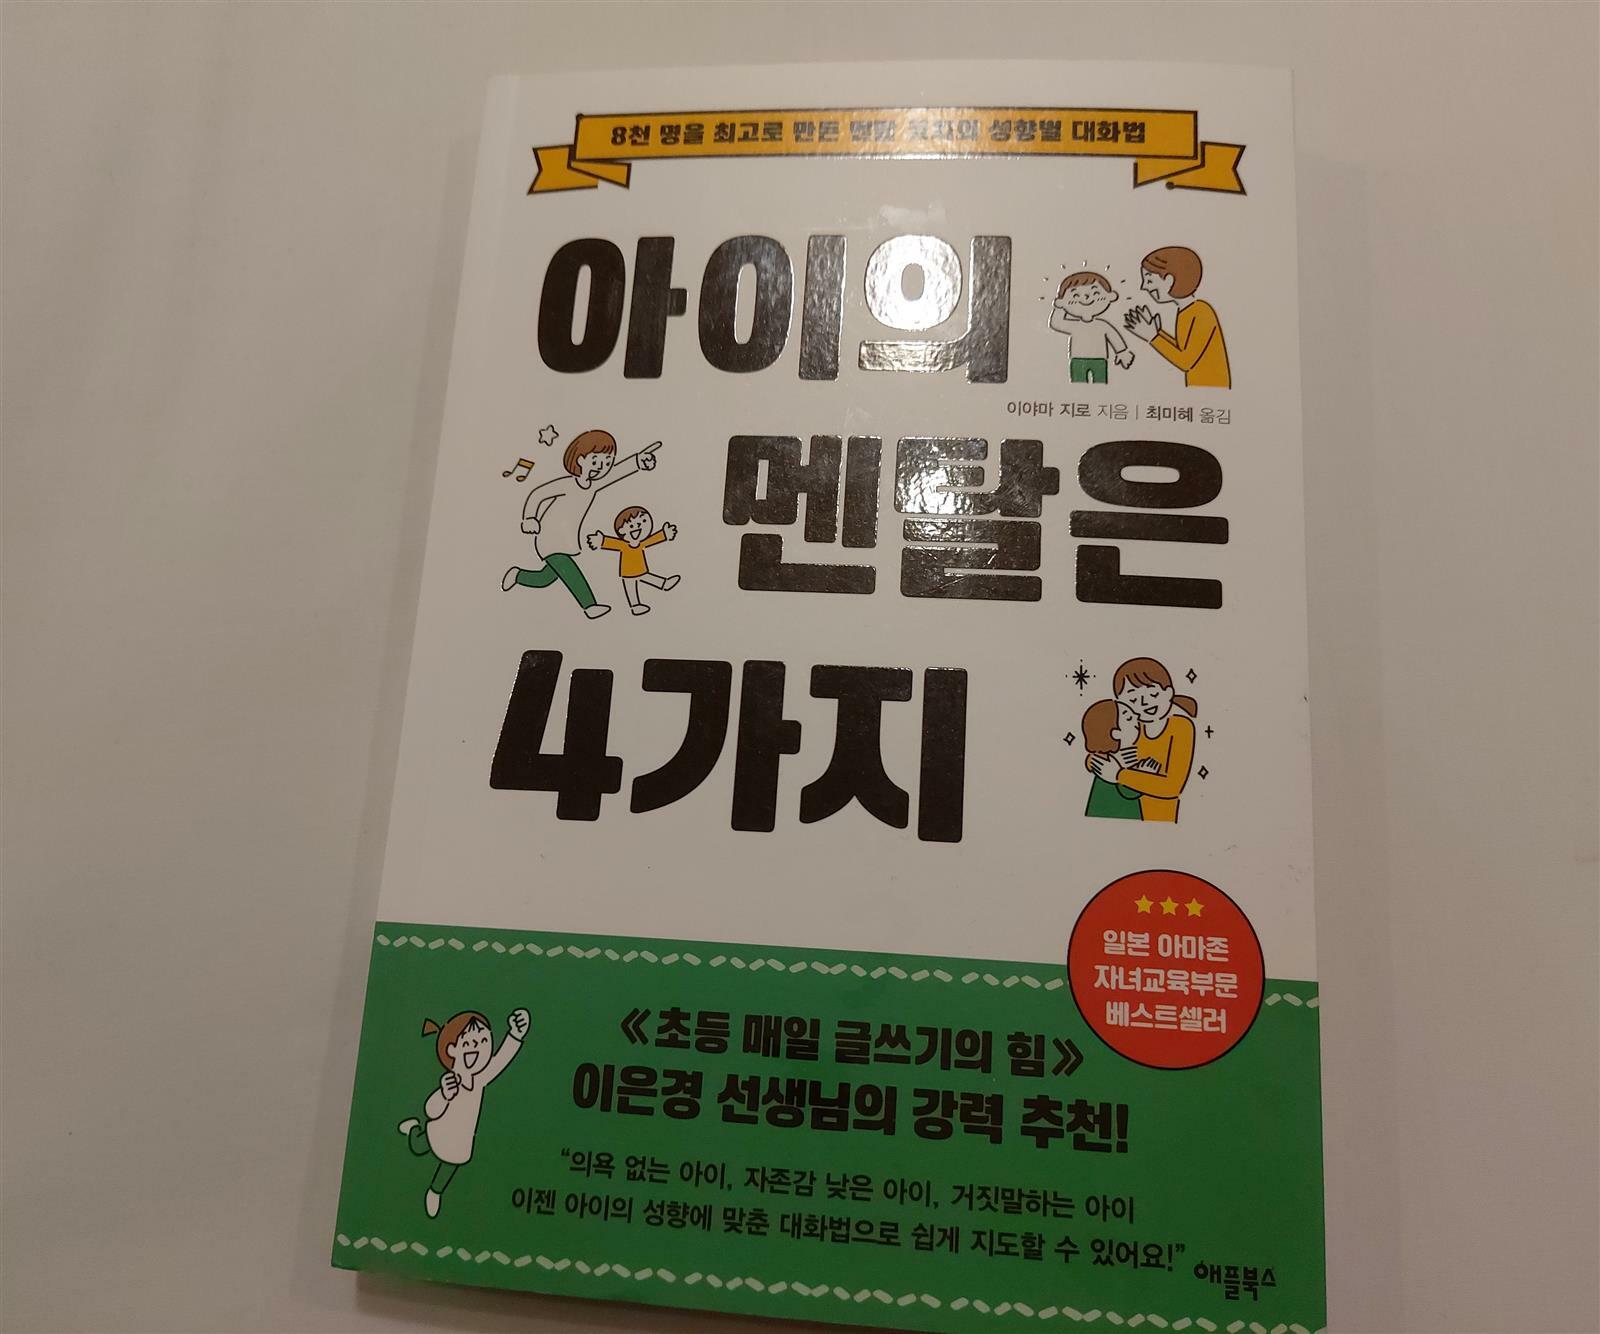 8천 명을 최고로 만든 멘탈 코치의 성향별 대화법
아이의
이야마 지로 지음 | 최미혜 옮김
멘탈은
4가지
일본 아마존
자녀교육부문
베스트셀러
《초등 매일 글쓰기의 힘》
이은경 선생님의 강력 추천!
“의욕 없는 아이, 자존감 낮은 아이, 거짓말하는 아이
이젠 아이의 성향에 맞춘 대화법으로 쉽게 지도할 수 있어요!”
애플북스